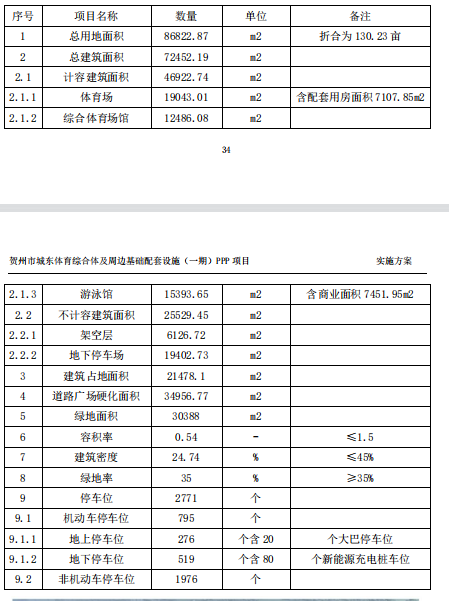 序号 项目名称 数量 单位 备注
1 总用地面积 86822.87 m2 折合为 130.23 亩
2 总建筑面积 72452.19 m2
2.1 计容建筑面积 46922.74 m2
2.1.1 体育场 19043.01 m2 含配套用房面积 7107.85m2
2.1.2 综合体育场馆 12486.08 m2
34
贺州市城东体育综合体及周边基础配套设施（一期）PPP 项目 实施方案
2.1.3 游泳馆 15393.65 m2 含商业面积 7451.95m2
2.2 不计容建筑面积 25529.45 m2
2.2.1 架空层 6126.72 m2
2.2.2 地下停车场 19402.73 m2
3 建筑占地面积 21478.1 m2
4 道路广场硬化面积 34956.77 m2
5 绿地面积 30388 m2
6 容积率 0.54 - ≤1.5
7 建筑密度 24.74 % ≤45%
8 绿地率 35 % ≥35%
9 停车位 2771 个
9.1 机动车停车位 795 个
9.1.1 地上停车位 276 个含 20 个大巴停车位
9.1.2 地下停车位 519 个含 80 个新能源充电桩车位
9.2 非机动车停车位 1976 个